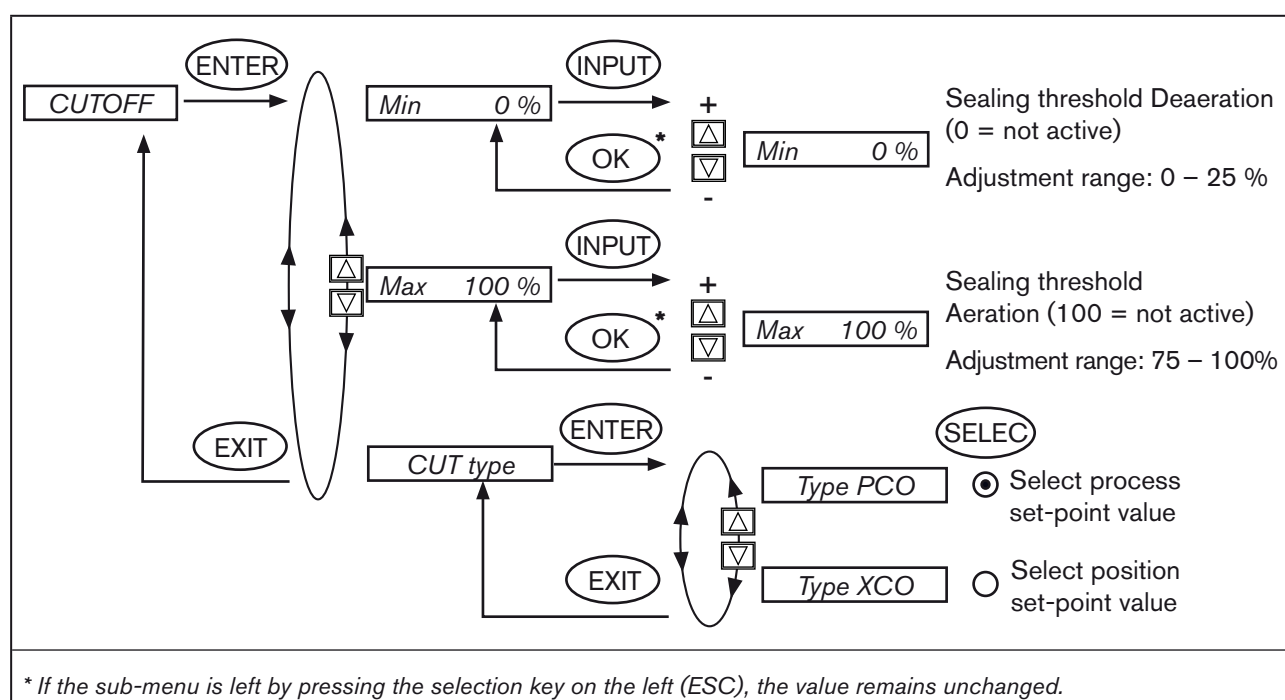 CUTOFF
ENTER
Min 0 %
INPUT
OK *
+
-
Min 0 %
Sealing threshold Deaeration
(0 = not active)
Adjustment range: 0 – 25 %
Max 100 %
INPUT
OK *
+
-
Max 100 %
Sealing threshold
Aeration (100 = not active)
Adjustment range: 75 – 100%
EXIT
CUT type
ENTER
EXIT
SELEC
Type PCO
Select process
set-point value
Type XCO
Select position
set-point value
* If the sub-menu is left by pressing the selection key on the left (ESC), the value remains unchanged.